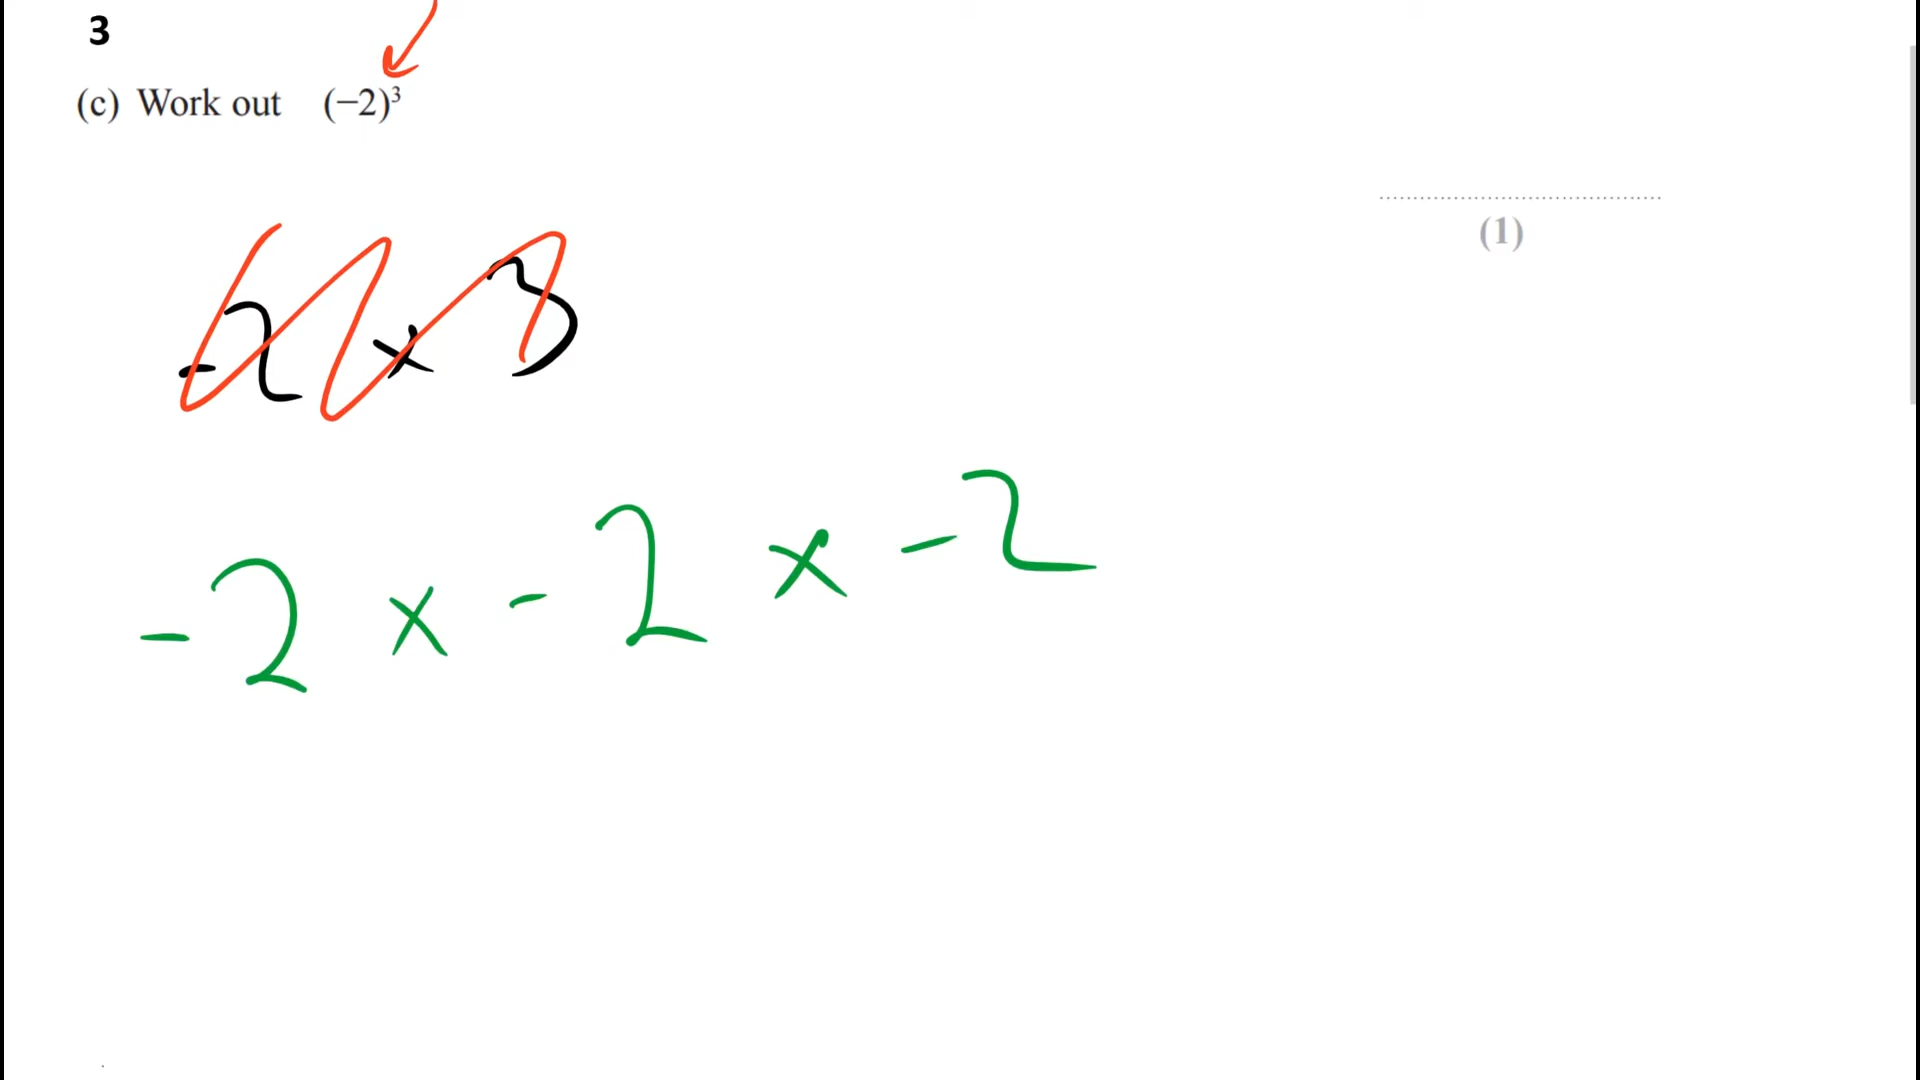 3
(c) Work out (−2)³
(1)
-2 x 3
-2 x -2 x -2